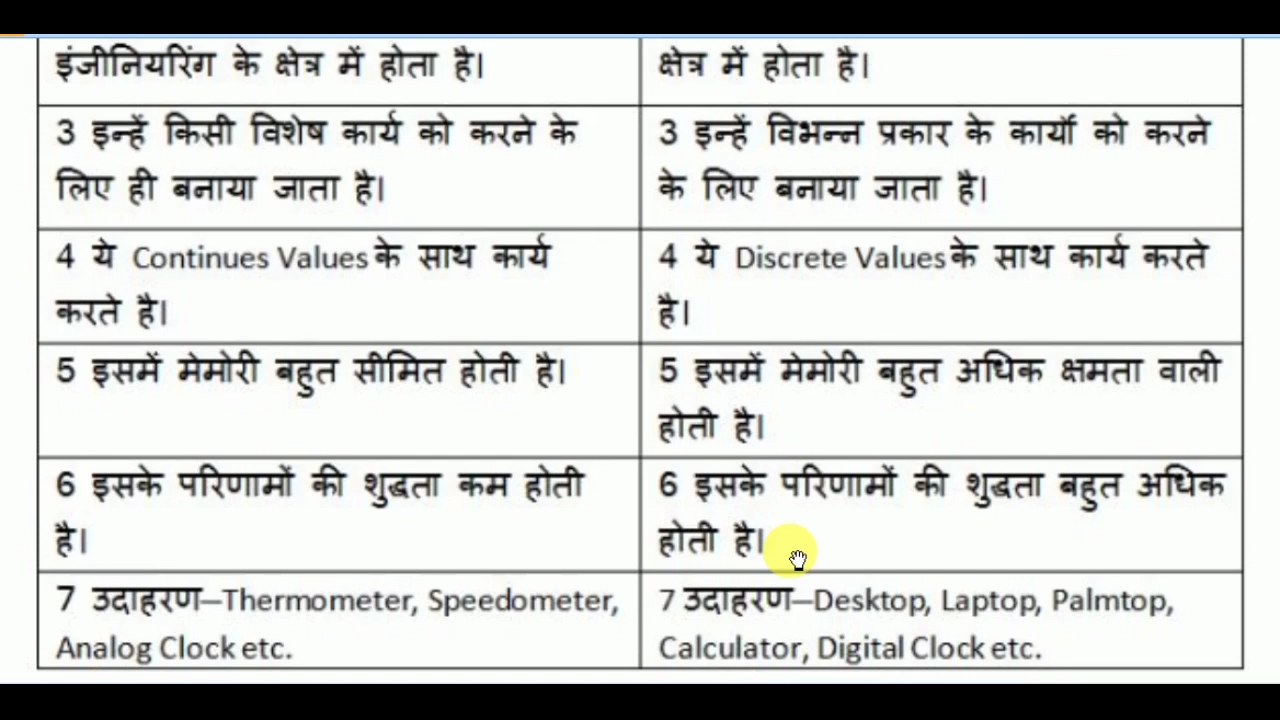 इंजीनियरिंग के क्षेत्र में होता है।
क्षेत्र में होता है।
3 इन्हें किसी विशेष कार्य को करने के
लिए ही बनाया जाता है।
3 इन्हें विभन्न प्रकार के कार्यों को करने
के लिए बनाया जाता है।
4 ये Continues Values के साथ कार्य
करते है।
4 ये Discrete Values के साथ कार्य करते
है।
5 इसमें मेमोरी बहुत सीमित होती है।
5 इसमें मेमोरी बहुत अधिक क्षमता वाली
होती है।
6 इसके परिणामों की शुद्धता कम होती
है।
6 इसके परिणामों की शुद्धता बहुत अधिक
होती है।
7 उदाहरण–Thermometer, Speedometer,
Analog Clock etc.
7 उदाहरण–Desktop, Laptop, Palmtop,
Calculator, Digital Clock etc.